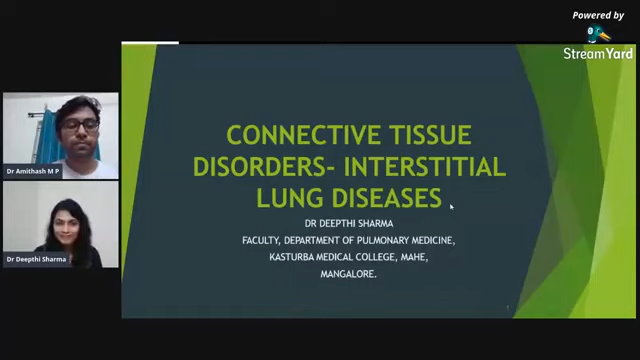 Powered by
StreamYard
CONNECTIVE TISSUE
DISORDERS- INTERSTITIAL
LUNG DISEASES
DR DEEPTHI SHARMA
FACULTY, DEPARTMENT OF PULMONARY MEDICINE,
KASTURBA MEDICAL COLLEGE, MAHE,
MANGALORE.
Dr Amithash M P
Dr Deepthi Sharma